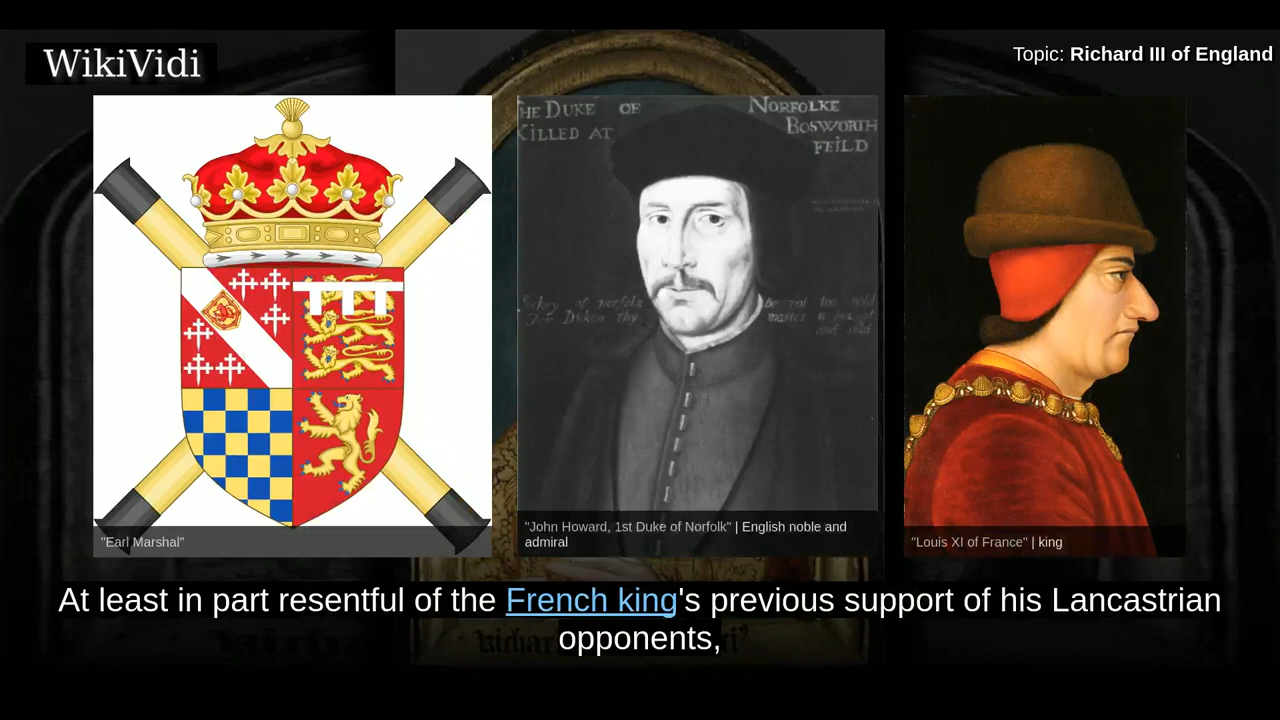 WikiVidi
Topic: Richard III of England
HE DUKE OF NORFOLKE
KILLED AT BOSWORTH
FEILD
"Earl Marshal"
"John Howard, 1st Duke of Norfolk" | English noble and
admiral
"Louis XI of France" | king
At least in part resentful of the French king's previous support of his Lancastrian
opponents,